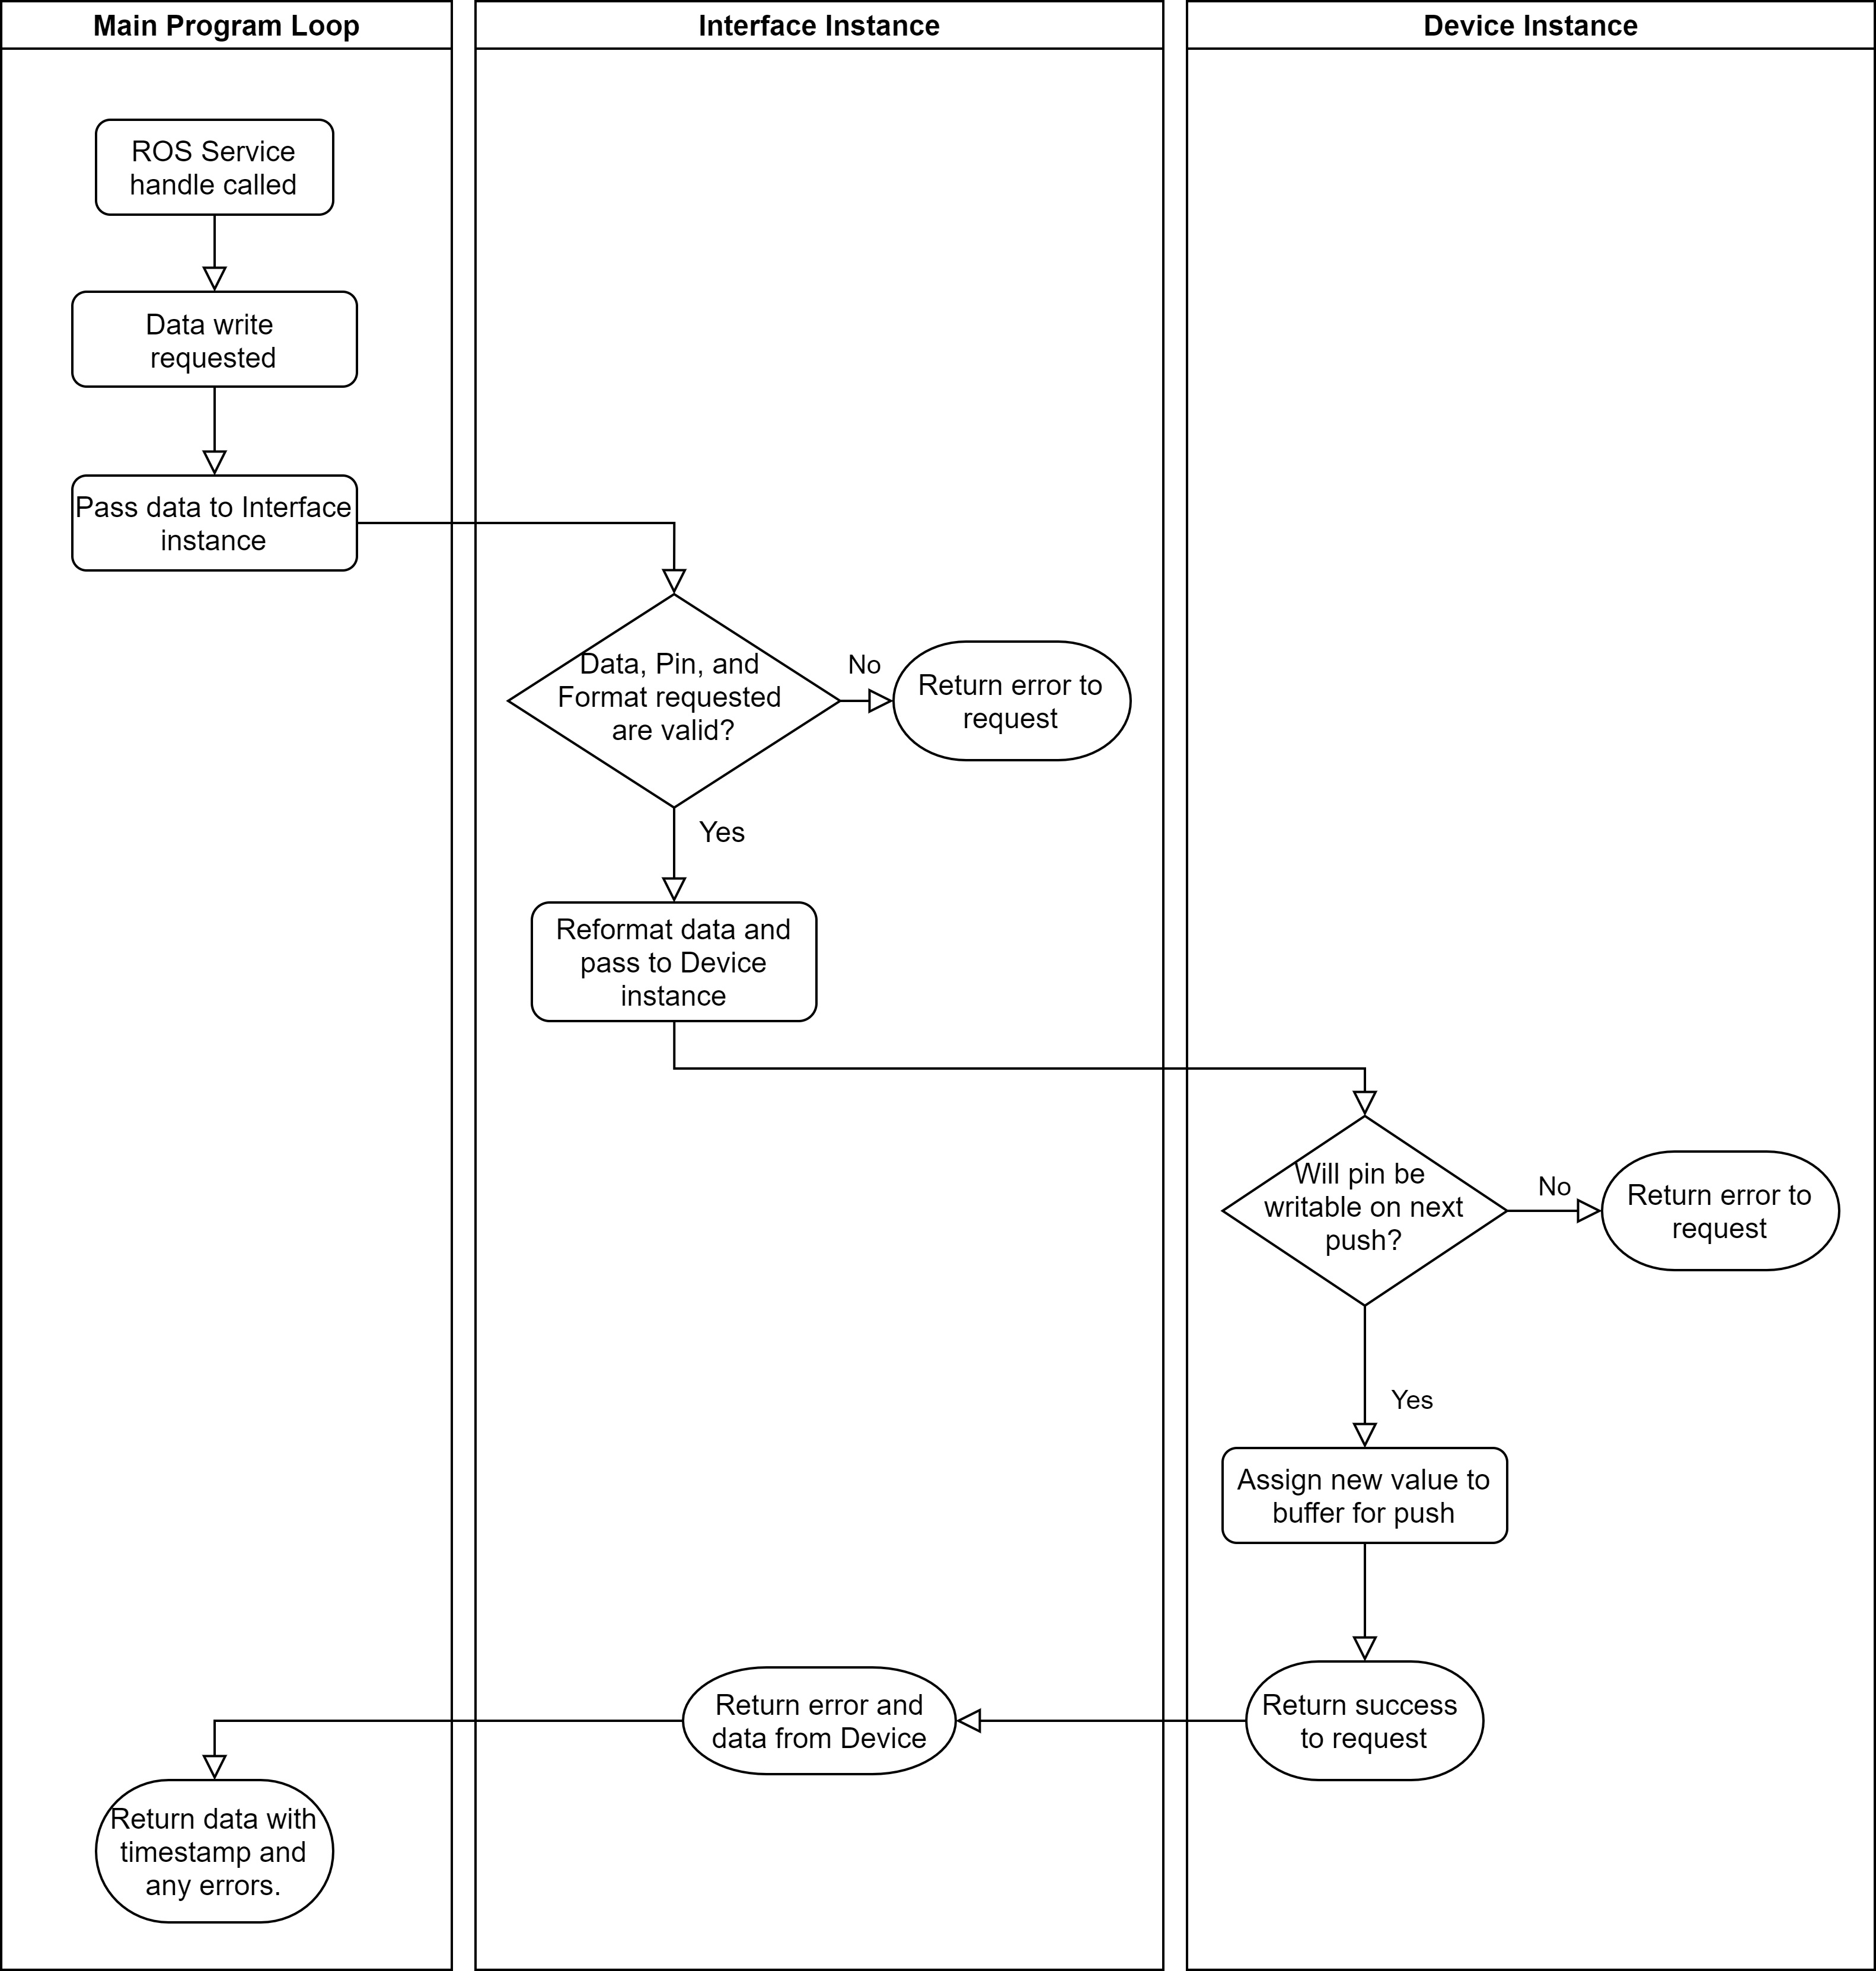 Main Program Loop
Interface Instance
Device Instance
ROS Service
handle called
Data write
requested
Pass data to Interface
instance
Data, Pin, and
Format requested
are valid?
No
Return error to
request
Yes
Reformat data and
pass to Device
instance
Will pin be
writable on next
push?
No
Return error to
request
Yes
Assign new value to
buffer for push
Return success
to request
Return error and
data from Device
Return data with
timestamp and
any errors.